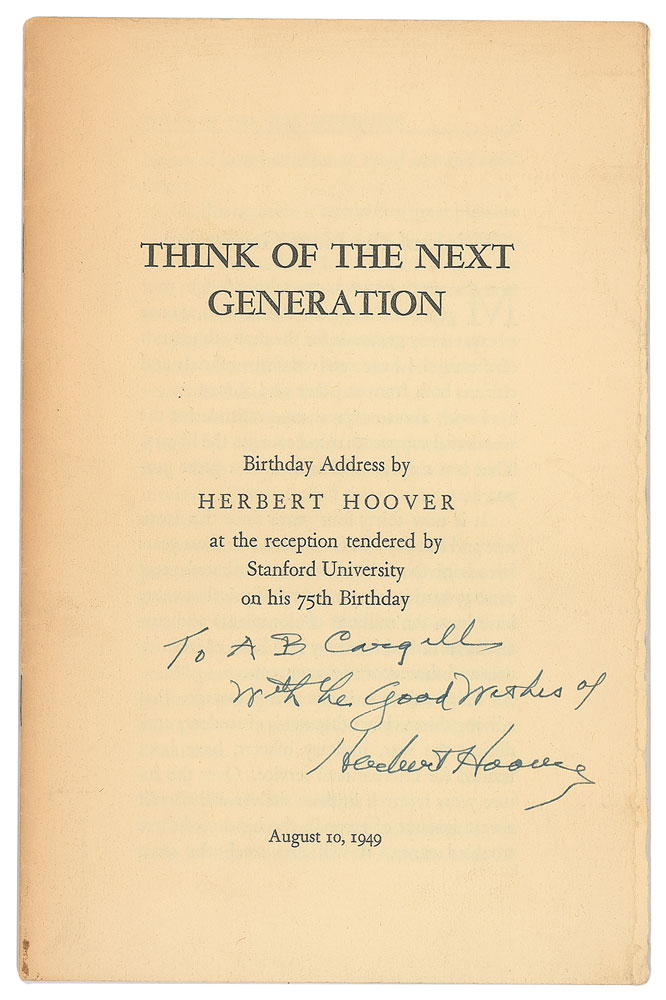 THINK OF THE NEXT
GENERATION
Birthday Address by
HERBERT HOOVER
at the reception tendered by
Stanford University
on his 75th Birthday
To A B Cargill
With the Good Wishes of
Herbert Hoover
August 10, 1949